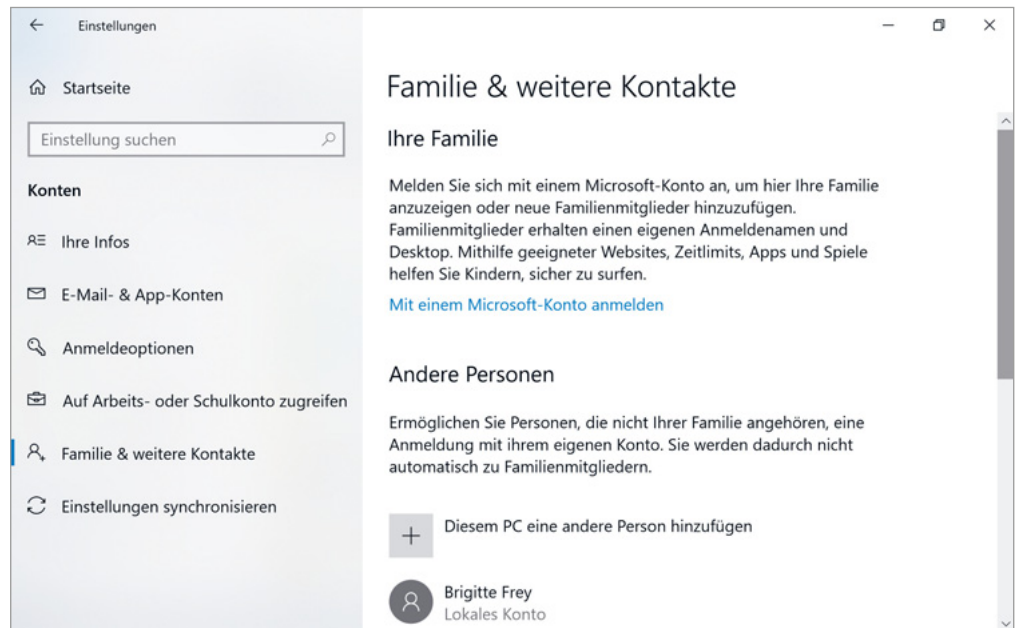 Einstellungen
Startseite
Einstellung suchen
Konten
Ihre Infos
E-Mail- & App-Konten
Anmeldeoptionen
Auf Arbeits- oder Schulkonto zugreifen
Familie & weitere Kontakte
Einstellungen synchronisieren
Familie & weitere Kontakte
Ihre Familie
Melden Sie sich mit einem Microsoft-Konto an, um hier Ihre Familie
anzuzeigen oder neue Familienmitglieder hinzuzufügen.
Familienmitglieder erhalten einen eigenen Anmeldenamen und
Desktop. Mithilfe geeigneter Websites, Zeitlimits, Apps und Spiele
helfen Sie Kindern, sicher zu surfen.
Mit einem Microsoft-Konto anmelden
Andere Personen
Ermöglichen Sie Personen, die nicht Ihrer Familie angehören, eine
Anmeldung mit ihrem eigenen Konto. Sie werden dadurch nicht
automatisch zu Familienmitgliedern.
Diesem PC eine andere Person hinzufügen
Brigitte Frey
Lokales Konto